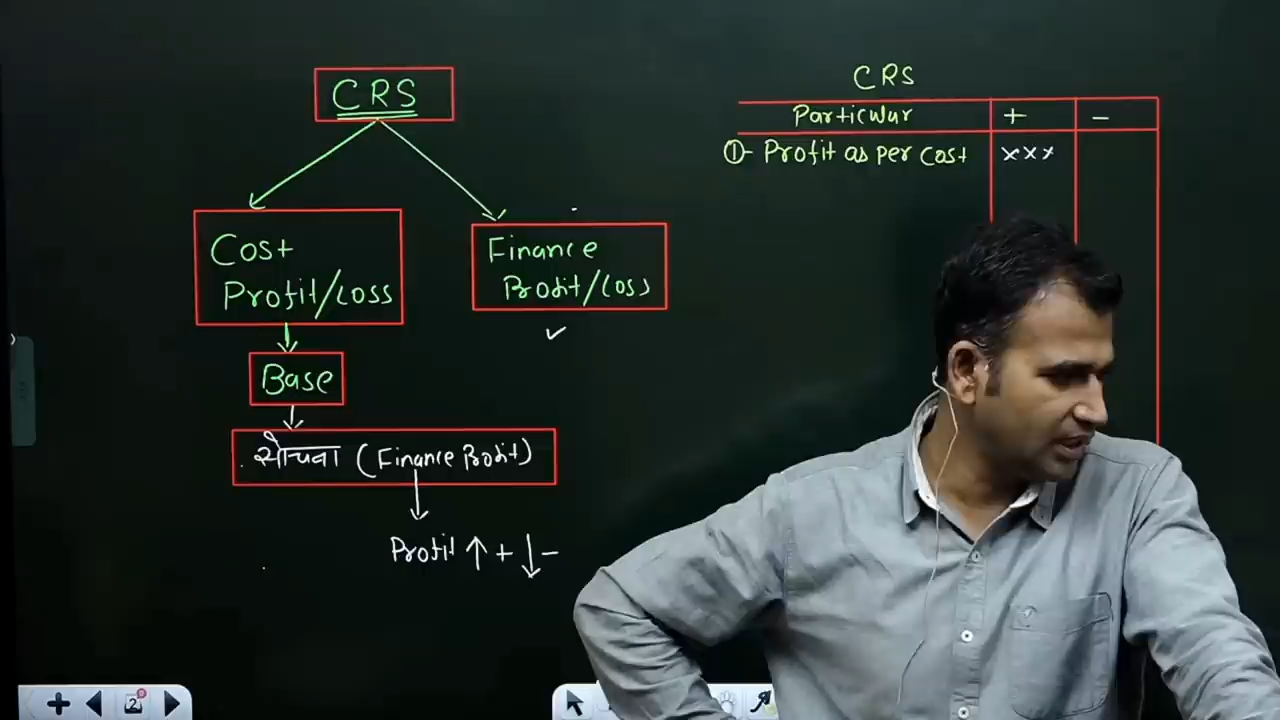 CRS
Cost
Profit/Loss
Finance
Profit/Loss
Base
सोचना (Finance Profit)
Profit ↑ + ↓ -
CRS
Particular + -
①- Profit as per cost xxx
2